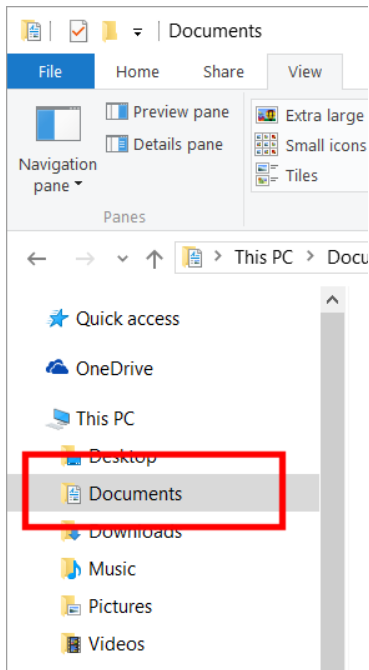 Documents
File Home Share View
Navigation pane
Preview pane
Details pane
Panes
Extra large
Small icons
Tiles
This PC > Docu
Quick access
OneDrive
This PC
Desktop
Documents
Downloads
Music
Pictures
Videos